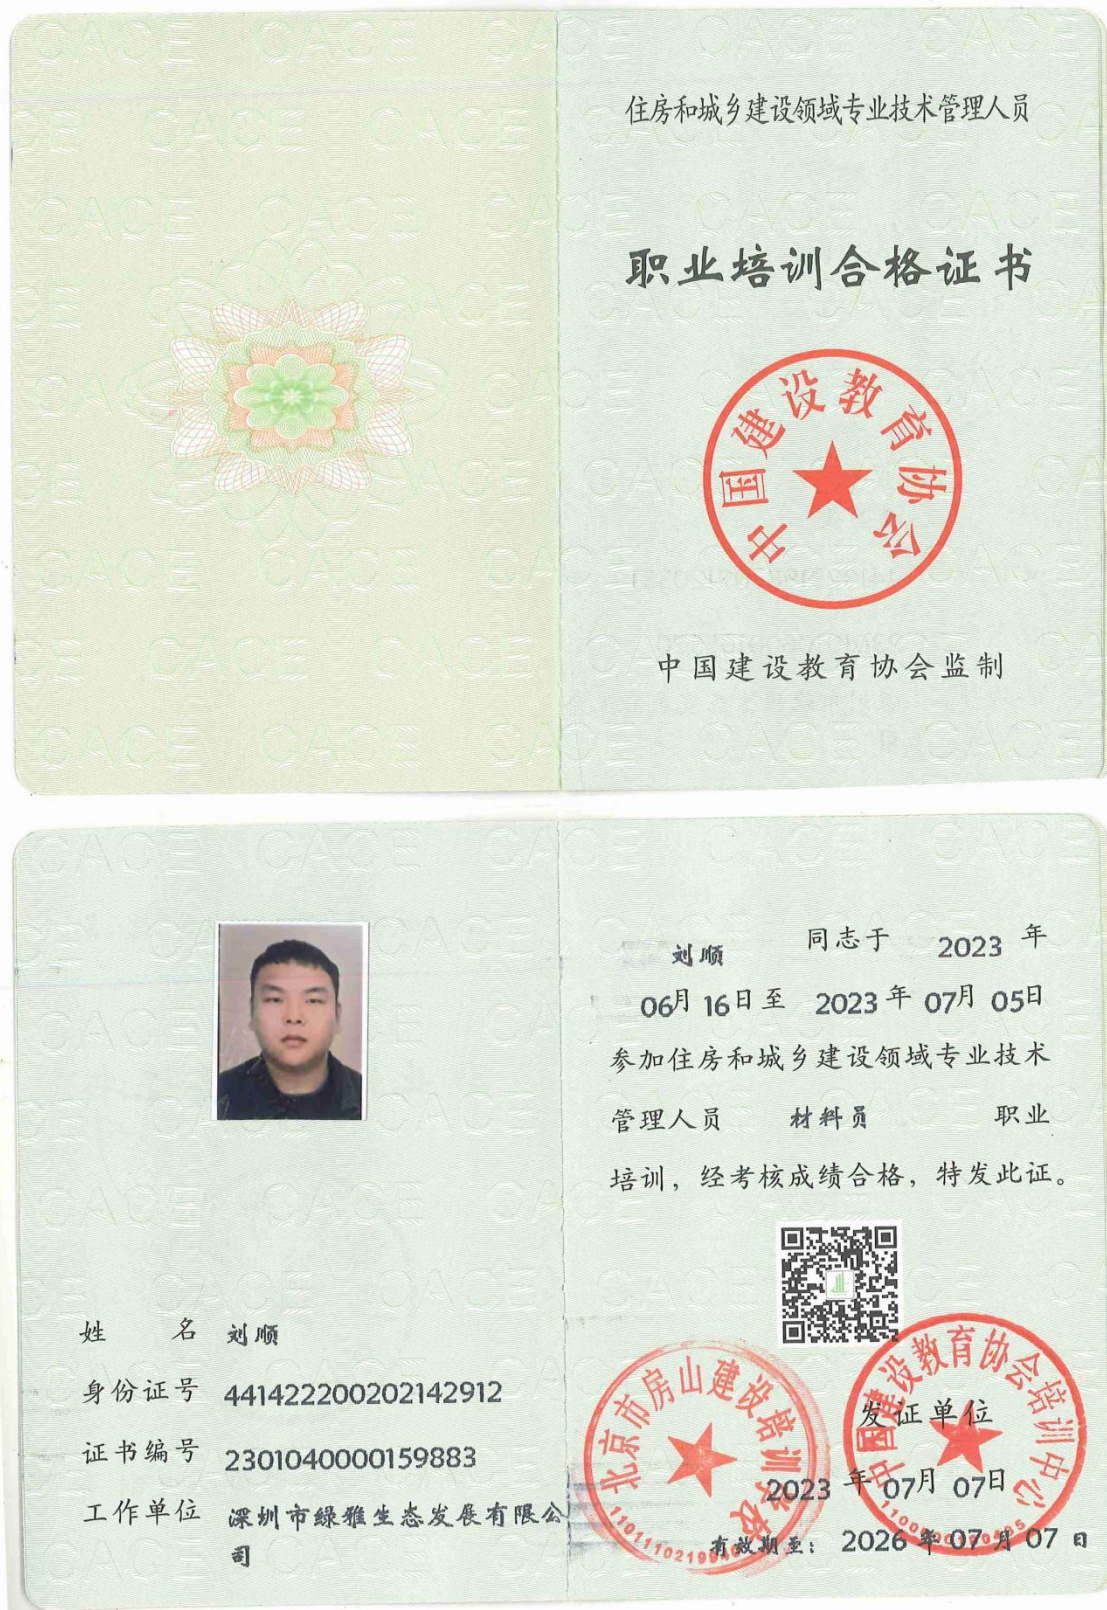 住房和城乡建设领域专业技术管理人员
职业培训合格证书
中国建设教育协会
中国建设教育协会监制
姓 名 刘顺
身份证号 441422200202142912
证书编号 2301040000159883
工作单位 深圳市绿雅生态发展有限公
司
刘顺 同志于 2023 年
06月 16日至 2023 年 07月 05日
参加住房和城乡建设领域专业技术
管理人员 材料员 职业
培训，经考核成绩合格，特发此证。
北京市房山建设培训学校
中国建设教育协会培训中心
发证单位
2023 年 07月 07日
有效期至： 2026 年 07 月 07 日